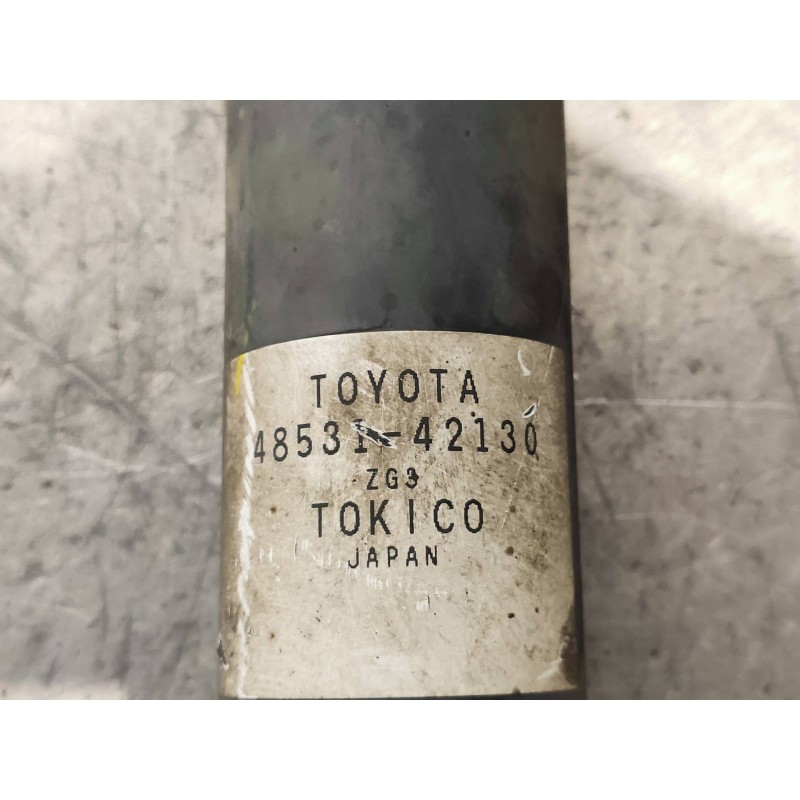 TOYOTA
48531-42130
ZG3
TOKICO
JAPAN